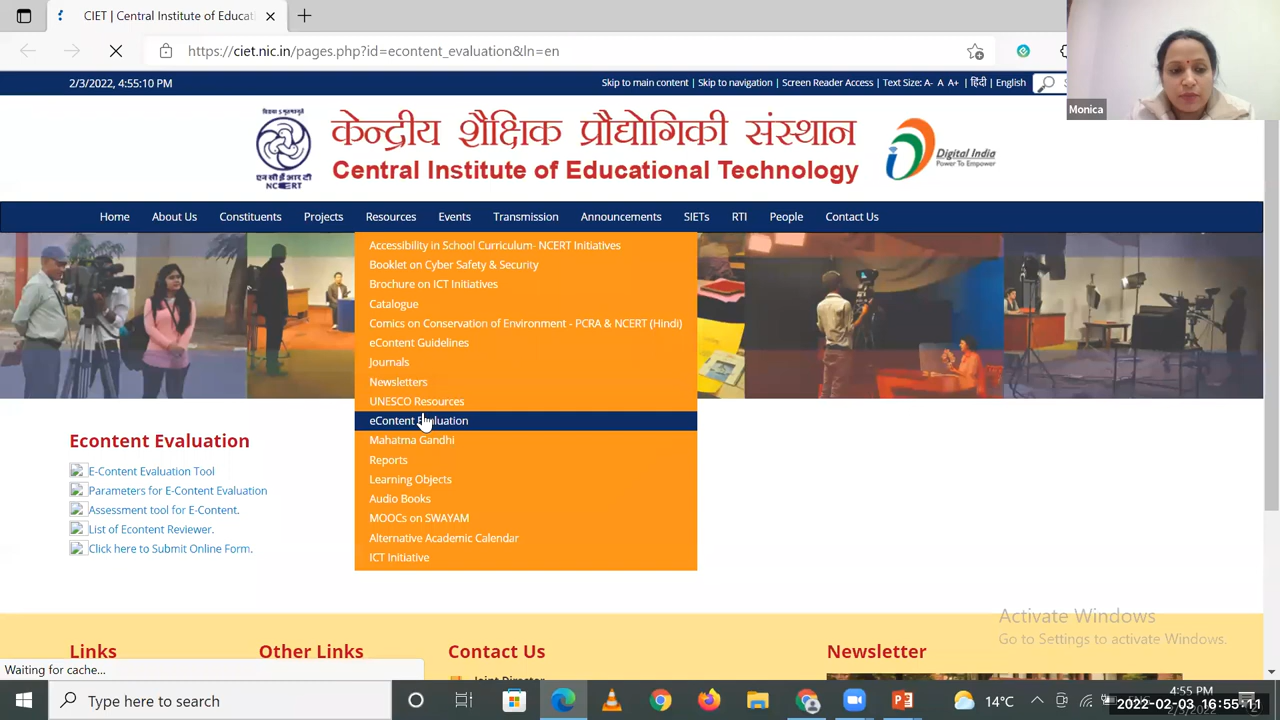 CIET | Central Institute of Educati
https://ciet.nic.in/pages.php?id=econtent_evaluation&ln=en
Monica
2/3/2022, 4:55:10 PM
Skip to main content | Skip to navigation | Screen Reader Access | Text Size: A- A A+ | हिंदी | English
केन्द्रीय शैक्षिक प्रौद्योगिकी संस्थान
Central Institute of Educational Technology
एन सी ई आर टी
NCERT
Digital India
Power To Empower
Home About Us Constituents Projects Resources Events Transmission Announcements SIETs RTI People Contact Us
Accessibility in School Curriculum- NCERT Initiatives
Booklet on Cyber Safety & Security
Brochure on ICT Initiatives
Catalogue
Comics on Conservation of Environment - PCRA & NCERT (Hindi)
eContent Guidelines
Journals
Newsletters
UNESCO Resources
eContent Evaluation
Mahatma Gandhi
Reports
Learning Objects
Audio Books
MOOCs on SWAYAM
Alternative Academic Calendar
ICT Initiative
Econtent Evaluation
E-Content Evaluation Tool
Parameters for E-Content Evaluation
Assessment tool for E-Content.
List of Econtent Reviewer.
Click here to Submit Online Form.
Activate Windows
Go to Settings to activate Windows.
Links
Other Links
Contact Us
Joint Director
Newsletter
Waiting for cache...
Type here to search
14°C
4:55 PM
2022-02-03 16:55:11